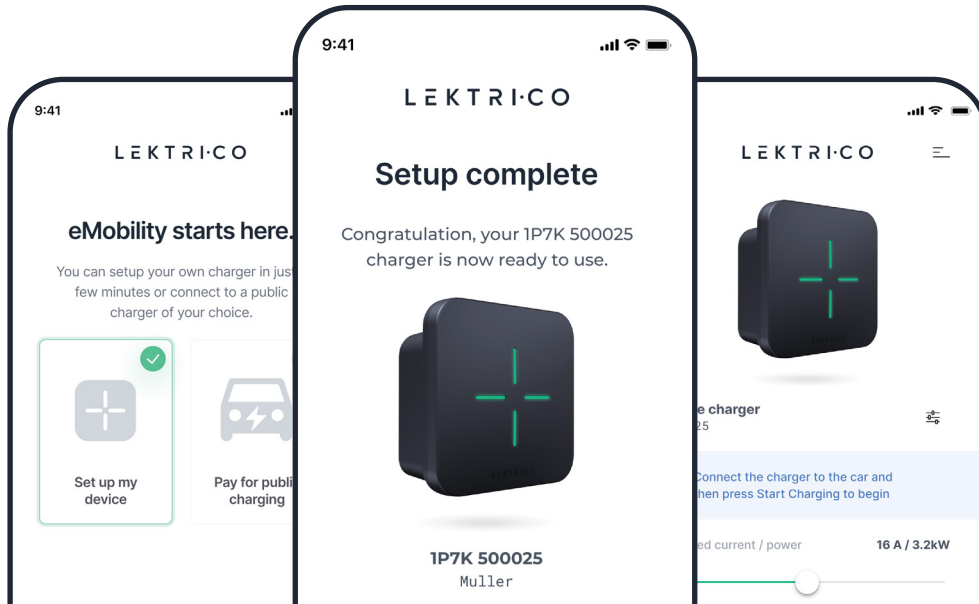 9:41
LEKTRI·CO
eMobility starts here.
You can setup your own charger in just
few minutes or connect to a public
charger of your choice.
Set up my
device
Pay for publi
charging
9:41
LEKTRI·CO
Setup complete
Congratulation, your 1P7K 500025
charger is now ready to use.
LEKTRICO
1P7K 500025
Muller
LEKTRI·CO
e charger
25
Connect the charger to the car and
hen press Start Charging to begin
ed current / power
16 A / 3.2kW